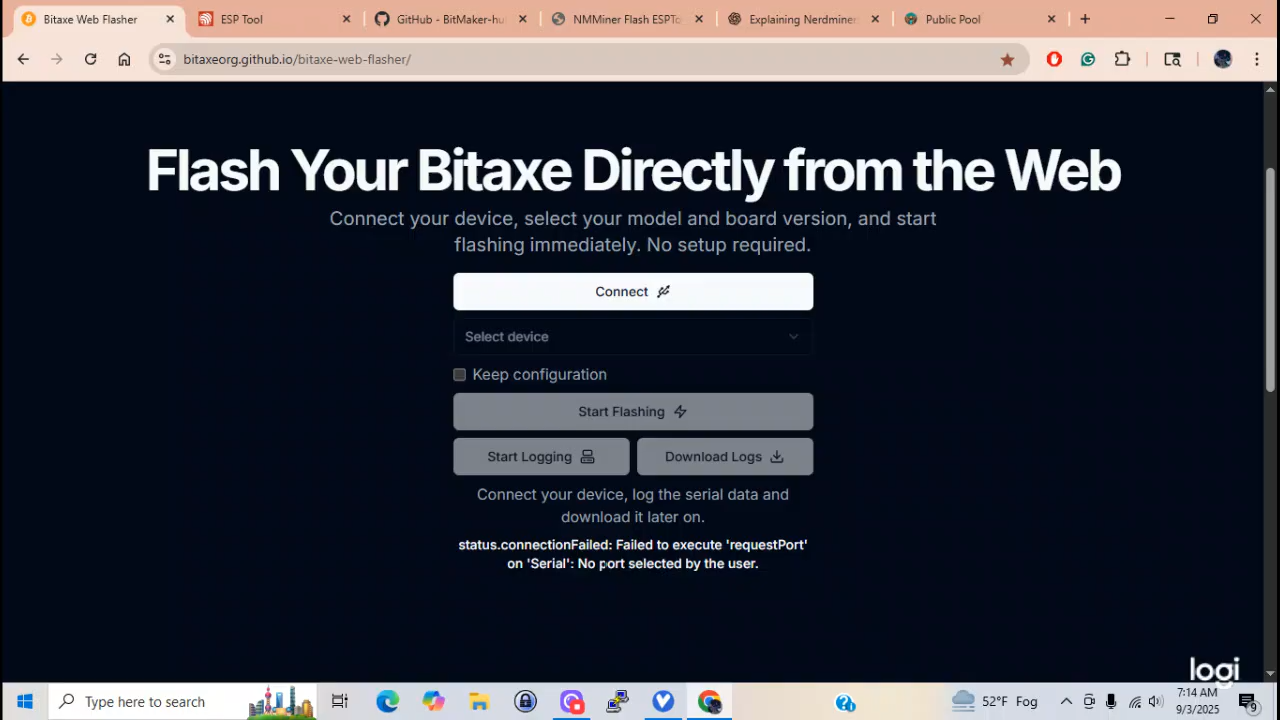 Bitaxe Web Flasher
ESP Tool
GitHub - BitMaker-hu
NMMiner Flash ESPTo
Explaining Nerdmine
Public Pool
bitaxeorg.github.io/bitaxe-web-flasher/
Flash Your Bitaxe Directly from the Web
Connect your device, select your model and board version, and start
flashing immediately. No setup required.
Connect
Select device
Keep configuration
Start Flashing
Start Logging
Download Logs
Connect your device, log the serial data and
download it later on.
status.connectionFailed: Failed to execute 'requestPort'
on 'Serial': No port selected by the user.
logi
Type here to search
52°F Fog
7:14 AM
9/3/2025
9